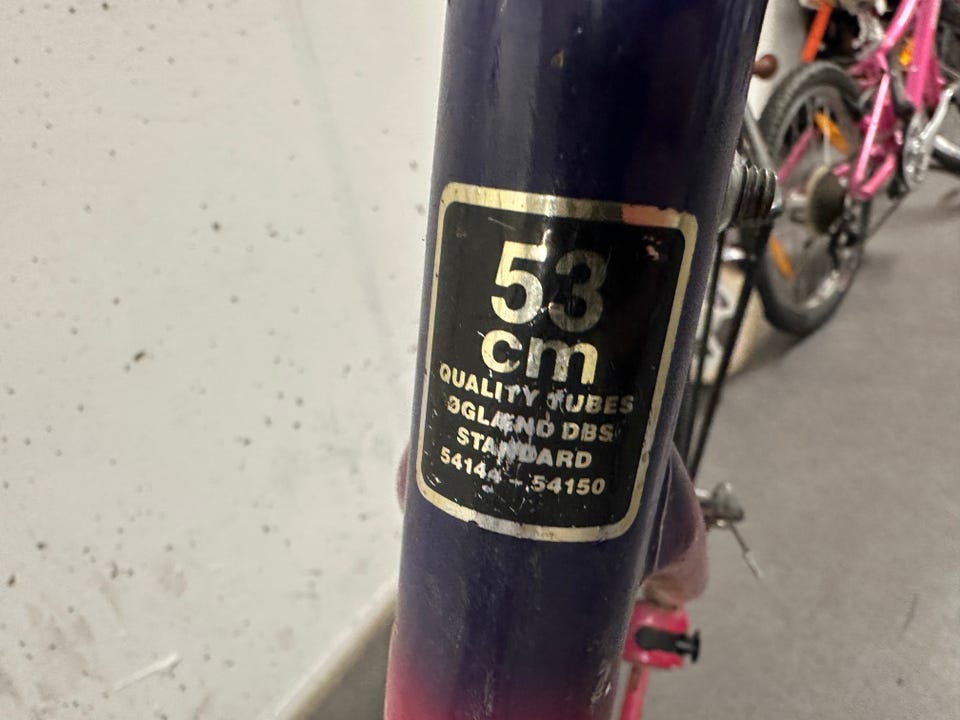 53
cm
QUALITY TUBES
ØGLÆND DBS
STANDARD
54144 - 54150